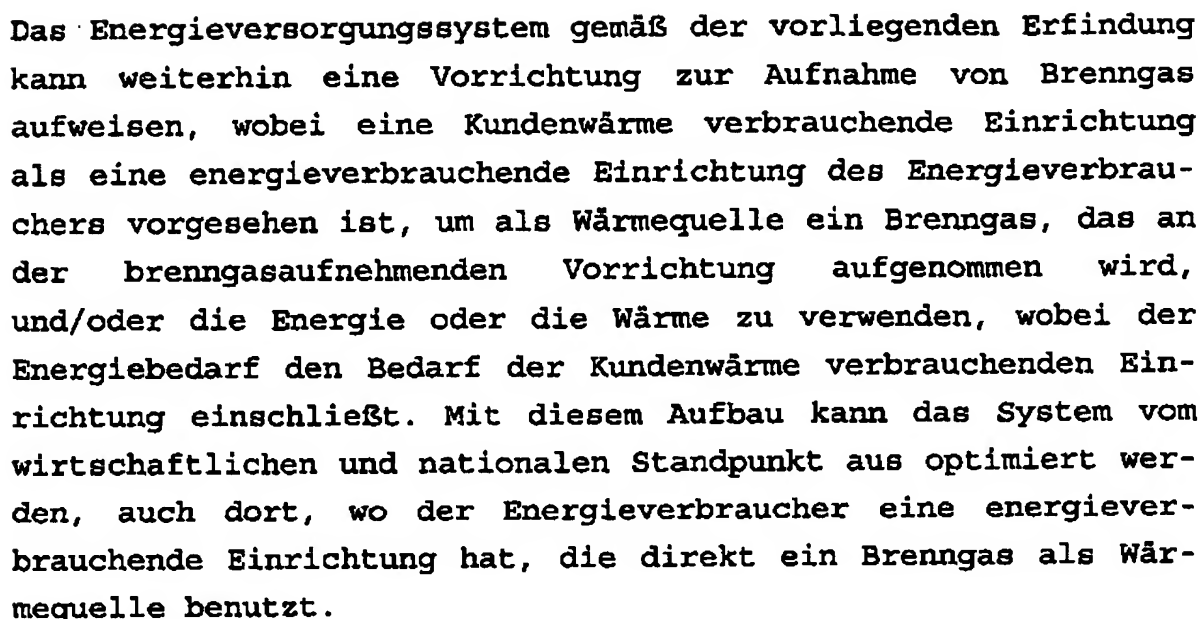 Das Energieversorgungssystem gemäß der vorliegenden Erfindung
kann weiterhin eine Vorrichtung zur Aufnahme von Brenngas
aufweisen, wobei eine Kundenwärme verbrauchende Einrichtung
als eine energieverbrauchende Einrichtung des Energieverbrau-
chers vorgesehen ist, um als Wärmequelle ein Brenngas, das an
der brenngasaufnehmenden Vorrichtung aufgenommen wird,
und/oder die Energie oder die Wärme zu verwenden, wobei der
Energiebedarf den Bedarf der Kundenwärme verbrauchenden Ein-
richtung einschließt. Mit diesem Aufbau kann das System vom
wirtschaftlichen und nationalen Standpunkt aus optimiert wer-
den, auch dort, wo der Energieverbraucher eine energiever-
brauchende Einrichtung hat, die direkt ein Brenngas als Wär-
mequelle benutzt.